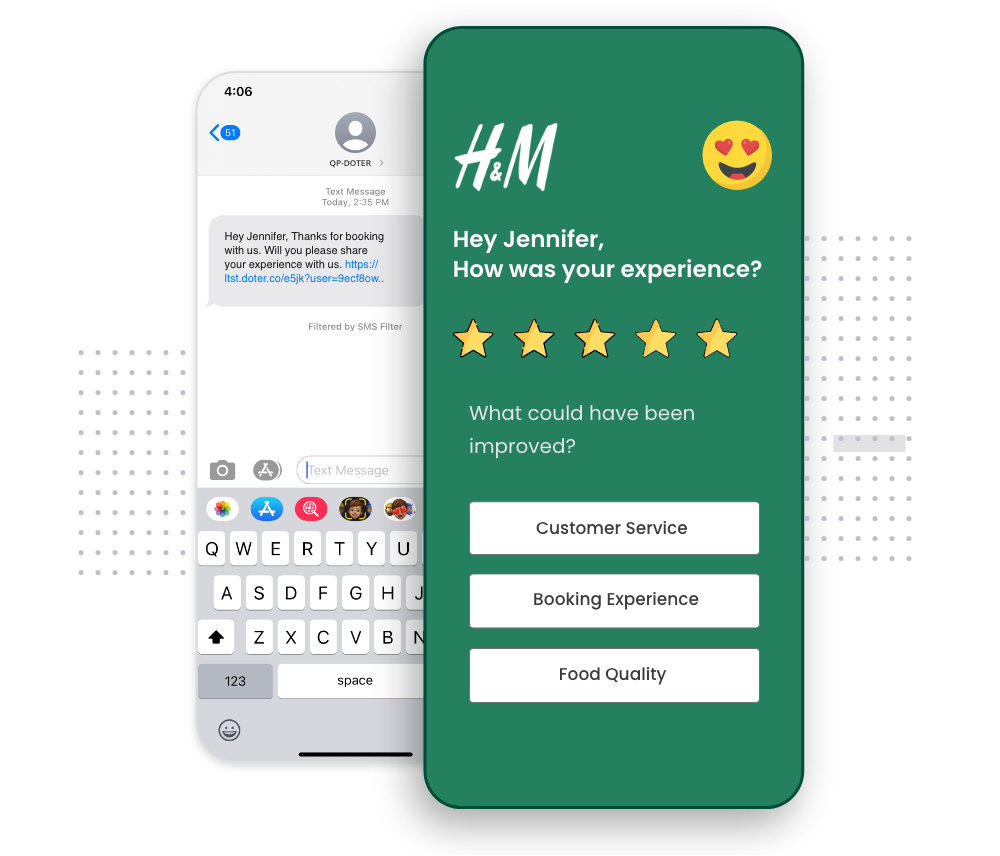 4:06
51
QP-DOTER
Text Message
Today, 2:35 PM
Hey Jennifer, Thanks for booking
with us. Will you please share
your experience with us. https://
ltst.doter.co/e5jk?user=9ecf8ow..
Filtered by SMS Filter
Text Message
Q W E R T Y U
A S D F G H J
Z X C V B N
123 space
H&M
Hey Jennifer,
How was your experience?
What could have been
improved?
Customer Service
Booking Experience
Food Quality